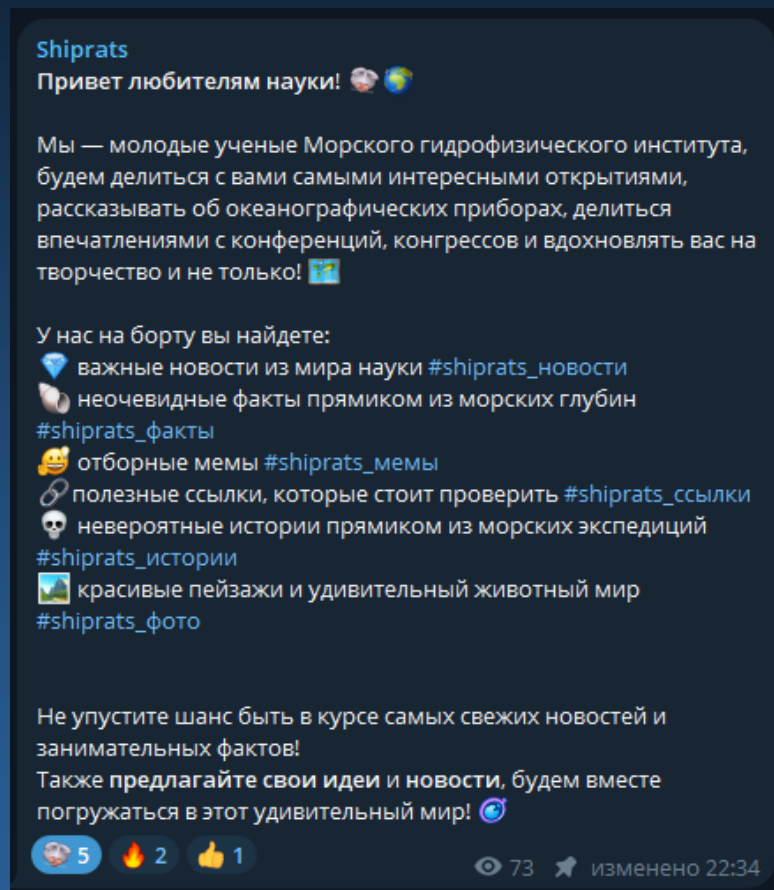 Shiprats
Привет любителям науки!
Мы — молодые ученые Морского гидрофизического института,
будем делиться с вами самыми интересными открытиями,
рассказывать об океанографических приборах, делиться
впечатлениями с конференций, конгрессов и вдохновлять вас на
творчество и не только!
У нас на борту вы найдете:
важные новости из мира науки #shiprats_новости
неочевидные факты прямиком из морских глубин
#shiprats_факты
отборные мемы #shiprats_мемы
полезные ссылки, которые стоит проверить #shiprats_ссылки
невероятные истории прямиком из морских экспедиций
#shiprats_истории
красивые пейзажи и удивительный животный мир
#shiprats_фото
Не упустите шанс быть в курсе самых свежих новостей и
занимательных фактов!
Также предлагайте свои идеи и новости, будем вместе
погружаться в этот удивительный мир!
5 2 1
73 изменено 22:34